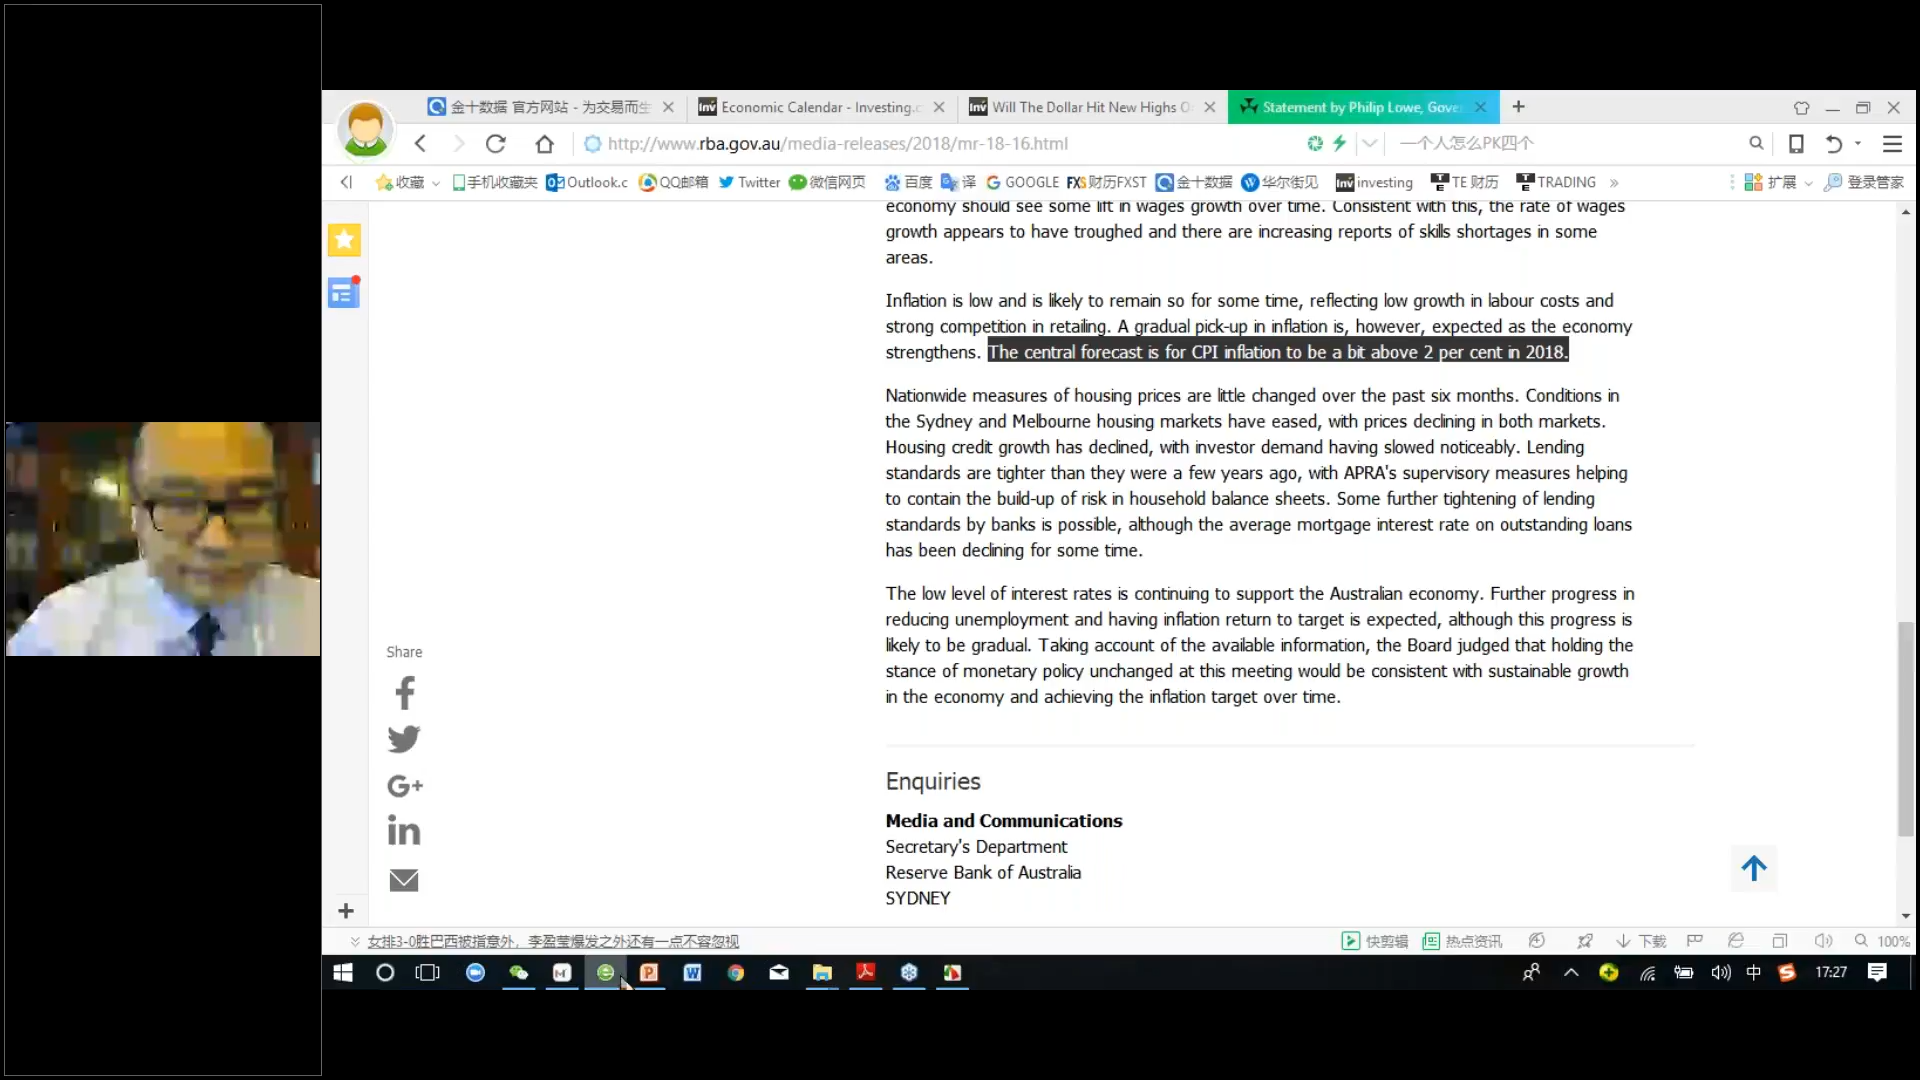 金十数据 官方网站 - 为交易而生
Economic Calendar - Investing.c
Will The Dollar Hit New Highs O
Statement by Philip Lowe, Gove
http://www.rba.gov.au/media-releases/2018/mr-18-16.html
一个人怎么PK四个
收藏 手机收藏夹 Outlook.c QQ邮箱 Twitter 微信网页 百度 译 GOOGLE FXS财历FXST 金十数据 华尔街见 Inv investing TE 财历 TRADING » 扩展 登录管家
economy should see some lift in wages growth over time. Consistent with this, the rate of wages
growth appears to have troughed and there are increasing reports of skills shortages in some
areas.
Inflation is low and is likely to remain so for some time, reflecting low growth in labour costs and
strong competition in retailing. A gradual pick-up in inflation is, however, expected as the economy
strengthens. The central forecast is for CPI inflation to be a bit above 2 per cent in 2018.
Nationwide measures of housing prices are little changed over the past six months. Conditions in
the Sydney and Melbourne housing markets have eased, with prices declining in both markets.
Housing credit growth has declined, with investor demand having slowed noticeably. Lending
standards are tighter than they were a few years ago, with APRA's supervisory measures helping
to contain the build-up of risk in household balance sheets. Some further tightening of lending
standards by banks is possible, although the average mortgage interest rate on outstanding loans
has been declining for some time.
The low level of interest rates is continuing to support the Australian economy. Further progress in
reducing unemployment and having inflation return to target is expected, although this progress is
likely to be gradual. Taking account of the available information, the Board judged that holding the
stance of monetary policy unchanged at this meeting would be consistent with sustainable growth
in the economy and achieving the inflation target over time.
Share
Enquiries
Media and Communications
Secretary's Department
Reserve Bank of Australia
SYDNEY
女排3-0胜巴西被指意外，李盈莹爆发之外还有一点不容忽视
快剪辑 热点资讯 下载 100%
中 17:27